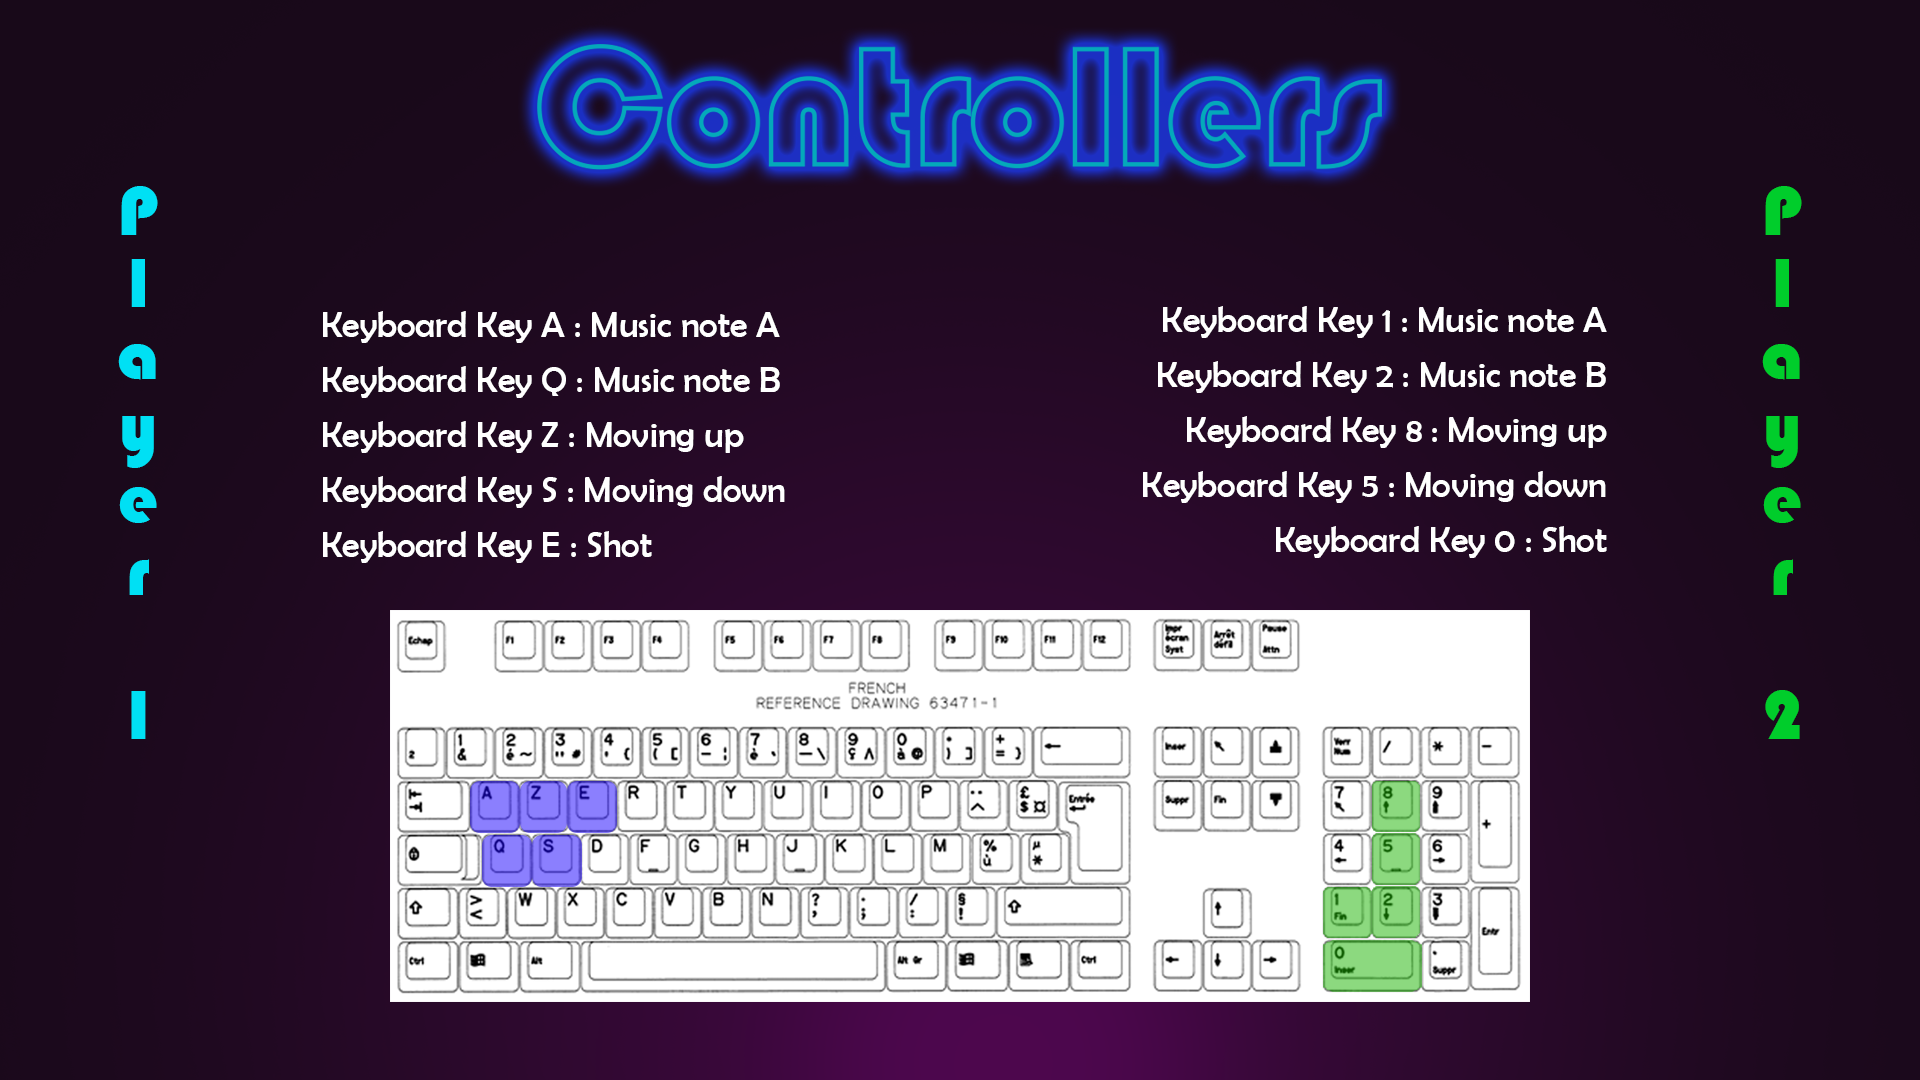 Controllers
Player 1
Player 2
Keyboard Key A : Music note A
Keyboard Key Q : Music note B
Keyboard Key Z : Moving up
Keyboard Key S : Moving down
Keyboard Key E : Shot
Keyboard Key 1 : Music note A
Keyboard Key 2 : Music note B
Keyboard Key 8 : Moving up
Keyboard Key 5 : Moving down
Keyboard Key 0 : Shot
Echap F1 F2 F3 F4 F5 F6 F7 F8 F9 F10 F11 F12 Impr écran Syst Arrêt défil Pause Attn
FRENCH
REFERENCE DRAWING 63471-1
2 1 & 2 é ~ 3 " # 4 ' ( 5 ( [ 6 - ¦ 7 è ` 8 _ \ 9 ç ^ 0 à @ ° ) ] + = } ← Inser ↖ ▲ Verr Num / * -
A Z E R T Y U I O P ¨ ^ £ $ ¤ Entrée Suppr Fin ▼ 7 ↖ 8 ↑ 9 +
Q S D F G H J K L M % ù µ * 4 ← 5 6 →
> < W X C V B N ? , . ; / : § ! ↑ 1 Fin 2 ↓ 3 Entr
Ctrl Alt Alt Gr Ctrl ← ↓ → 0 Inser . Suppr